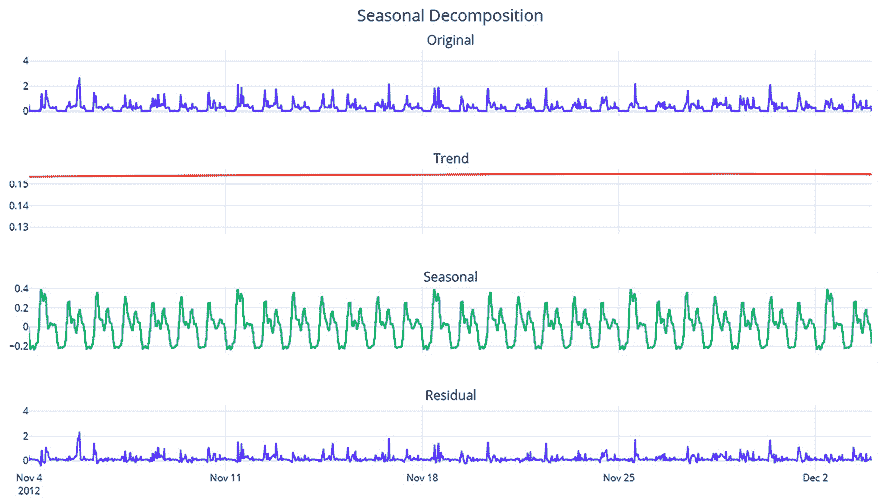 Seasonal Decomposition
Original
4
2
0
Trend
0.15
0.14
0.13
Seasonal
0.4
0.2
0
−0.2
Residual
4
2
0
Nov 4 Nov 11 Nov 18 Nov 25 Dec 2
2012